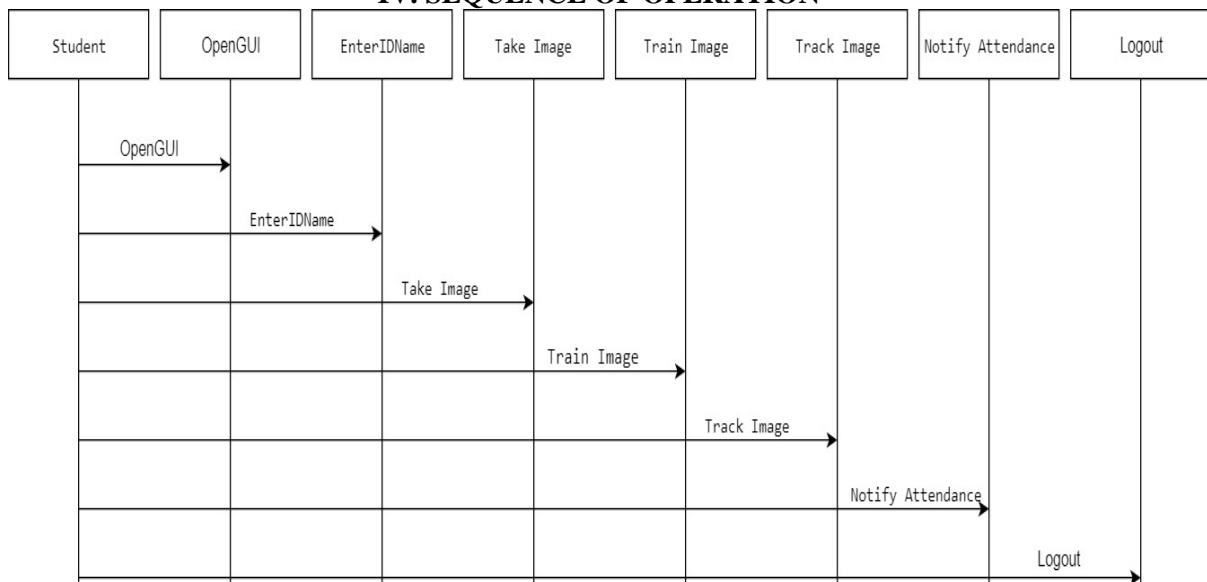 IV. SEQUENCE OF OPERATION
Student OpenGUI EnterIDName Take Image Train Image Track Image Notify Attendance Logout
OpenGUI
EnterIDName
Take Image
Train Image
Track Image
Notify Attendance
Logout